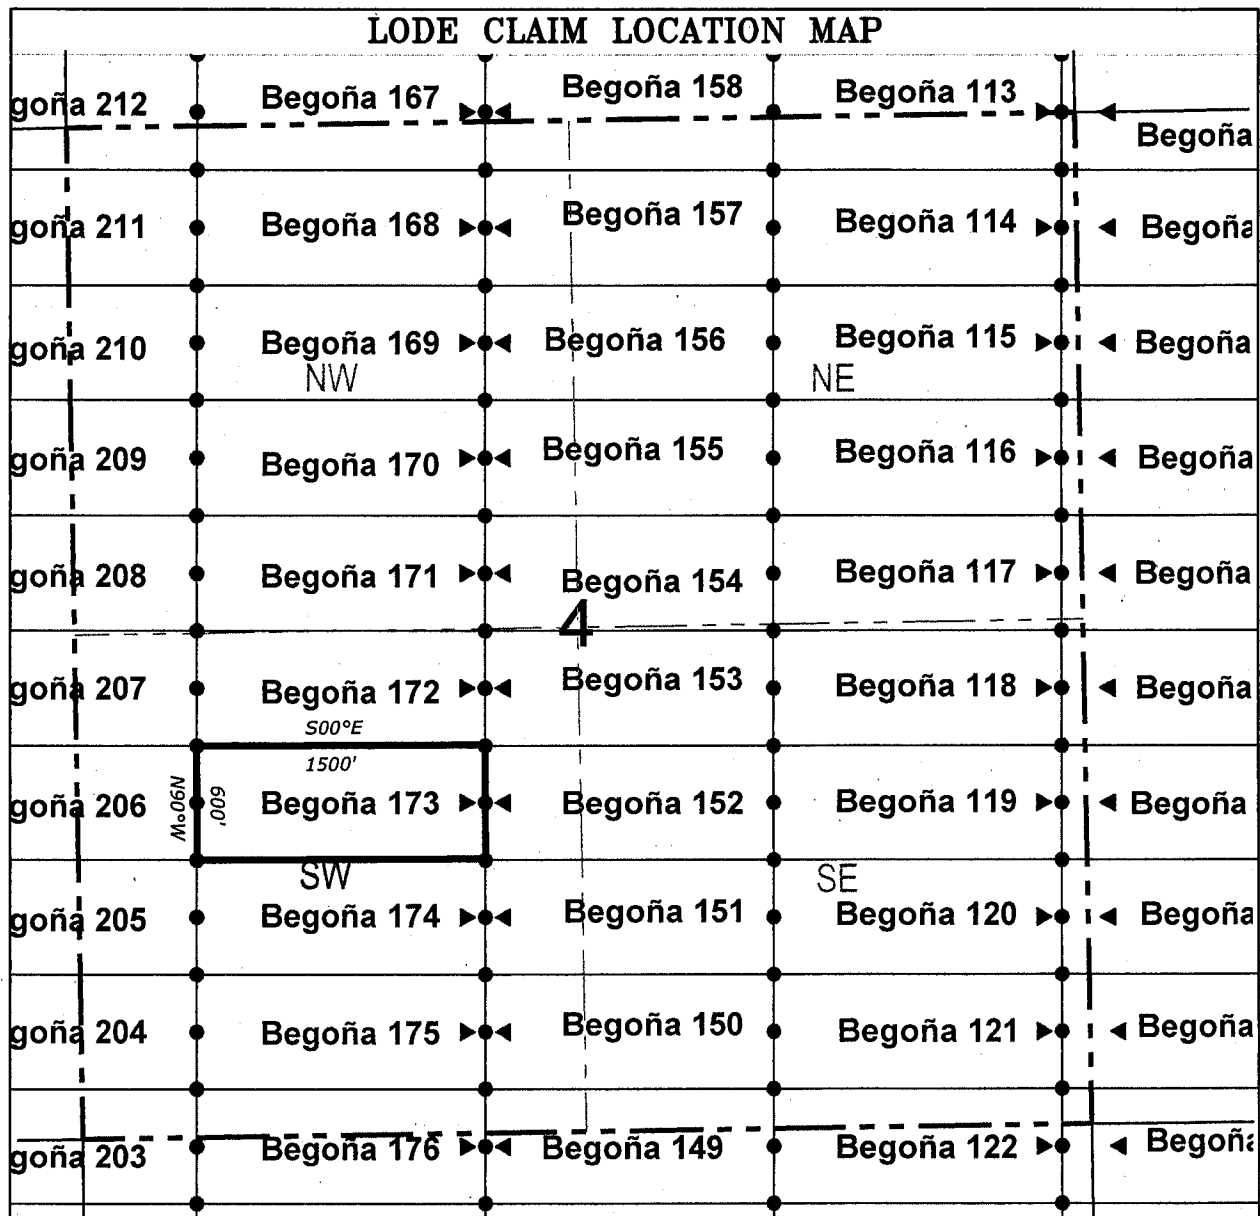 LODE CLAIM LOCATION MAP
goña 212 Begoña 167 Begoña 158 Begoña 113
Begoña
goña 211 Begoña 168 Begoña 157 Begoña 114 Begoña
goña 210 Begoña 169 Begoña 156 Begoña 115 Begoña
NW NE
goña 209 Begoña 170 Begoña 155 Begoña 116 Begoña
goña 208 Begoña 171 Begoña 154 Begoña 117 Begoña
4
goña 207 Begoña 172 Begoña 153 Begoña 118 Begoña
S00°E
1500'
goña 206 N90°W 600' Begoña 173 Begoña 152 Begoña 119 Begoña
SW SE
goña 205 Begoña 174 Begoña 151 Begoña 120 Begoña
goña 204 Begoña 175 Begoña 150 Begoña 121 Begoña
goña 203 Begoña 176 Begoña 149 Begoña 122 Begoña